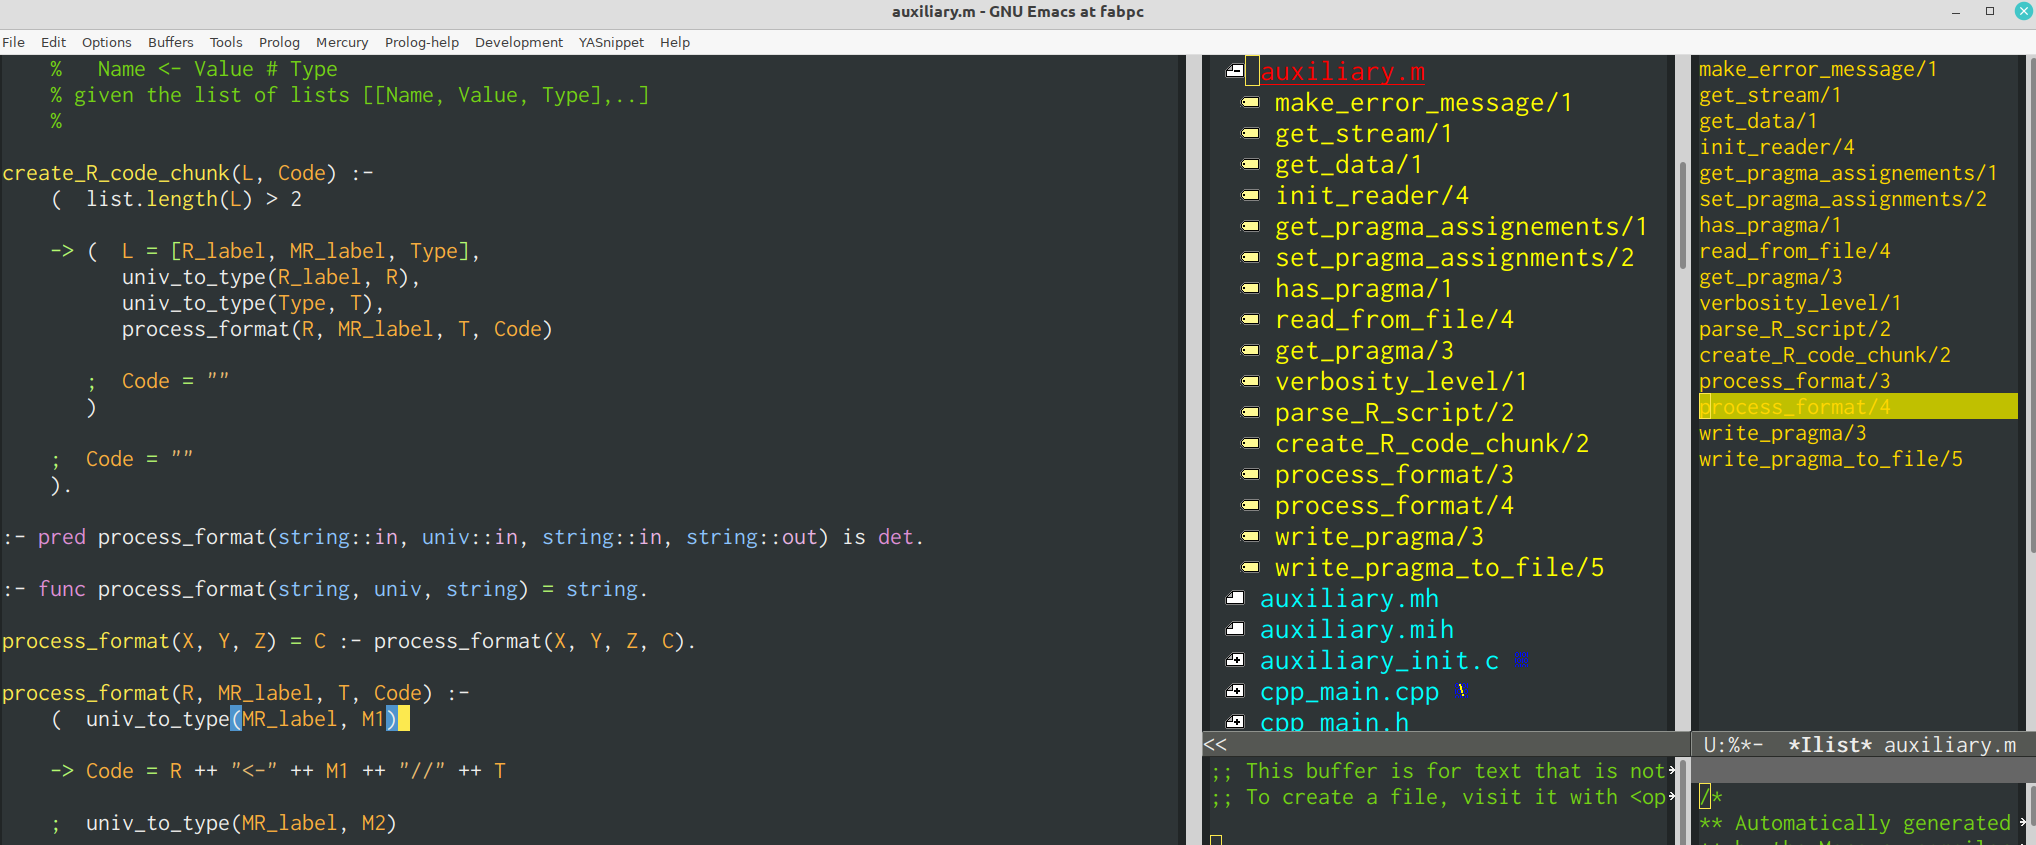 auxiliary.m - GNU Emacs at fabpc
File Edit Options Buffers Tools Prolog Mercury Prolog-help Development YASnippet Help
%   Name <- Value # Type
% given the list of lists [[Name, Value, Type],..]
%
create_R_code_chunk(L, Code) :-
(  list.length(L) > 2
-> (  L = [R_label, MR_label, Type],
univ_to_type(R_label, R),
univ_to_type(Type, T),
process_format(R, MR_label, T, Code)
;  Code = ""
)
;  Code = ""
).
:- pred process_format(string::in, univ::in, string::in, string::out) is det.
:- func process_format(string, univ, string) = string.
process_format(X, Y, Z) = C :- process_format(X, Y, Z, C).
process_format(R, MR_label, T, Code) :-
(  univ_to_type(MR_label, M1)
-> Code = R ++ "<-" ++ M1 ++ "//" ++ T
;  univ_to_type(MR_label, M2)
auxiliary.m
make_error_message/1
get_stream/1
get_data/1
init_reader/4
get_pragma_assignements/1
set_pragma_assignments/2
has_pragma/1
read_from_file/4
get_pragma/3
verbosity_level/1
parse_R_script/2
create_R_code_chunk/2
process_format/3
process_format/4
write_pragma/3
write_pragma_to_file/5
auxiliary.mh
auxiliary.mih
auxiliary_init.c
cpp_main.cpp
cpp_main.h
<<
;; This buffer is for text that is not
;; To create a file, visit it with <op
make_error_message/1
get_stream/1
get_data/1
init_reader/4
get_pragma_assignements/1
set_pragma_assignments/2
has_pragma/1
read_from_file/4
get_pragma/3
verbosity_level/1
parse_R_script/2
create_R_code_chunk/2
process_format/3
process_format/4
write_pragma/3
write_pragma_to_file/5
U:%*-  *Ilist* auxiliary.m
/*
** Automatically generated